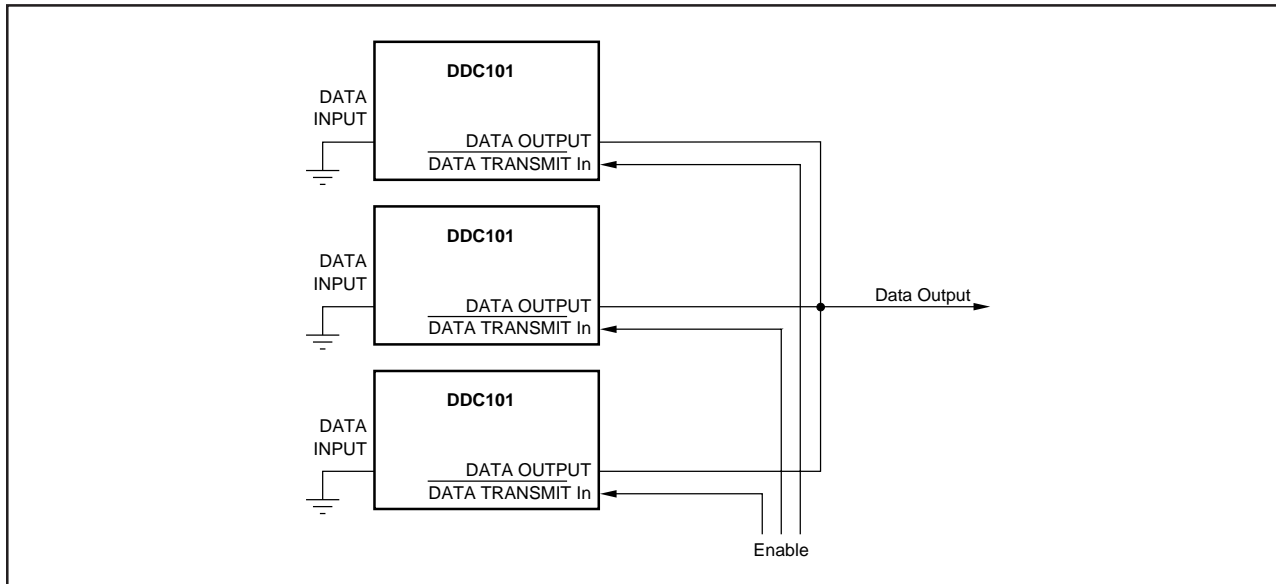 DDC101
DATA
INPUT
DATA OUTPUT
DATA TRANSMIT In
DDC101
DATA
INPUT
DATA OUTPUT
DATA TRANSMIT In
Data Output
DDC101
DATA
INPUT
DATA OUTPUT
DATA TRANSMIT In
Enable